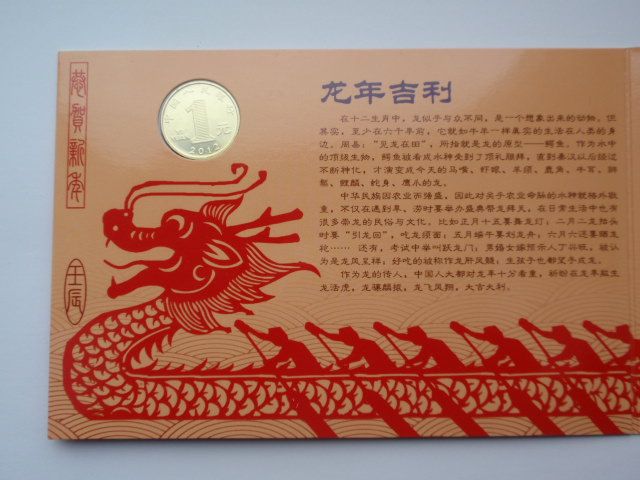 恭贺新年
壬辰
中国人民银行
1元
2012
龙年吉利
在十二生肖中，龙似乎与众不同，是一个想象出来的动物，但
其实，至少在六千年前，它就如牛羊一样真实的生活在人类的身
边。周易：“见龙在田”，所指就是龙的原型——鳄鱼。作为水中
的顶级生物，鳄鱼被看成水神受到了顶礼膜拜，直到秦汉以后经过
不断神化，才演变成今天的马嘴、虾眼、羊须、鹿角、牛耳、狮
鬃、鲤鳞、蛇身、鹰爪的龙。
中华民族因农业而强盛，因此对关乎农业命脉的水神就格外敬
重，不仅在遇到旱、涝时要举办盛典祭龙拜天，在日常生活中也有
很多崇龙的民俗与文化。比如正月十五要舞龙灯；二月二龙抬头
时要“引龙回”，吃龙须面；五月端午要划龙舟；六月六还要晒龙
袍…… 还有，考试中举叫跃龙门；男婚女嫁预示人丁兴旺，被认
为是龙凤呈祥；好吃的被称作龙肝凤髓；生孩子也都望子成龙。
作为龙的传人，中国人大都对龙年十分看重，祈盼在龙年能生
龙活虎，龙骧麟振，龙飞凤翔，大吉大利。